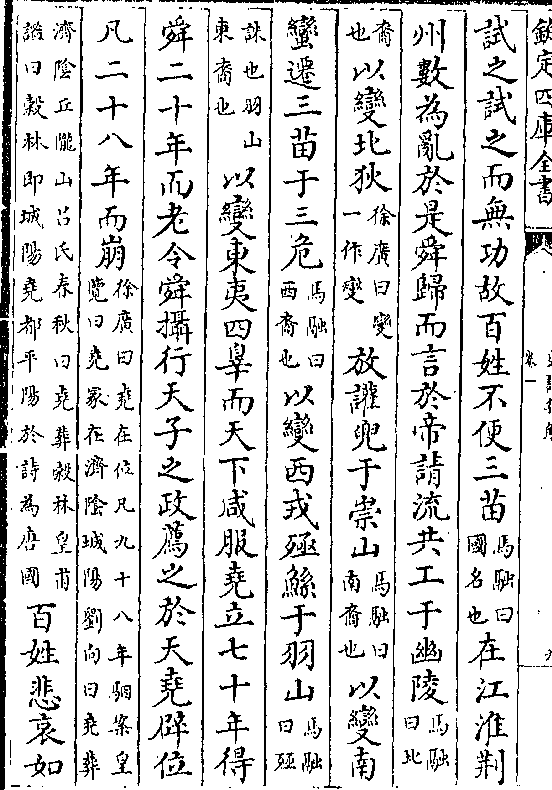 欽定四庫全書
卷一
試之試之而無功故百姓不便三苗馬融曰國名也在江淮荆
州數為亂於是舜歸而言於帝請流共工于幽陵馬融曰北
裔也以變北狄徐廣曰變一作燮放讙兜于崇山馬融曰南裔也以變南
蠻遷三苗于三危馬融曰西裔也以變西戎殛鯀于羽山馬融曰殛
誅也羽山東裔也以變東夷四辠而天下咸服堯立七十年得
舜二十年而老令舜攝行天子之政薦之於天堯辟位
凡二十八年而崩徐廣曰堯在位凡九十八年駰案皇覽曰堯冢在濟陰城陽劉向曰堯葬
濟陰丘隴山吕氏春秋曰堯葬穀林皇甫謐曰穀林即城陽堯都平陽於詩為唐國百姓悲哀如